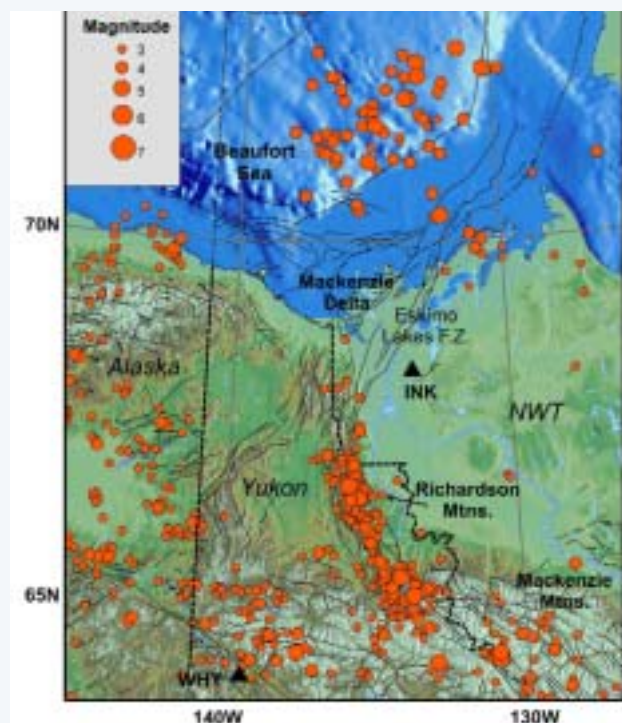 Magnitude
3
4
5
6
7
Beaufort
Sea
70N
Mackenzie
Delta
Eskimo
Lakes F.Z.
Alaska
INK
NWT
Yukon
Richardson
Mtns.
65N
Mackenzie
Mtns.
WHY
140W
130W